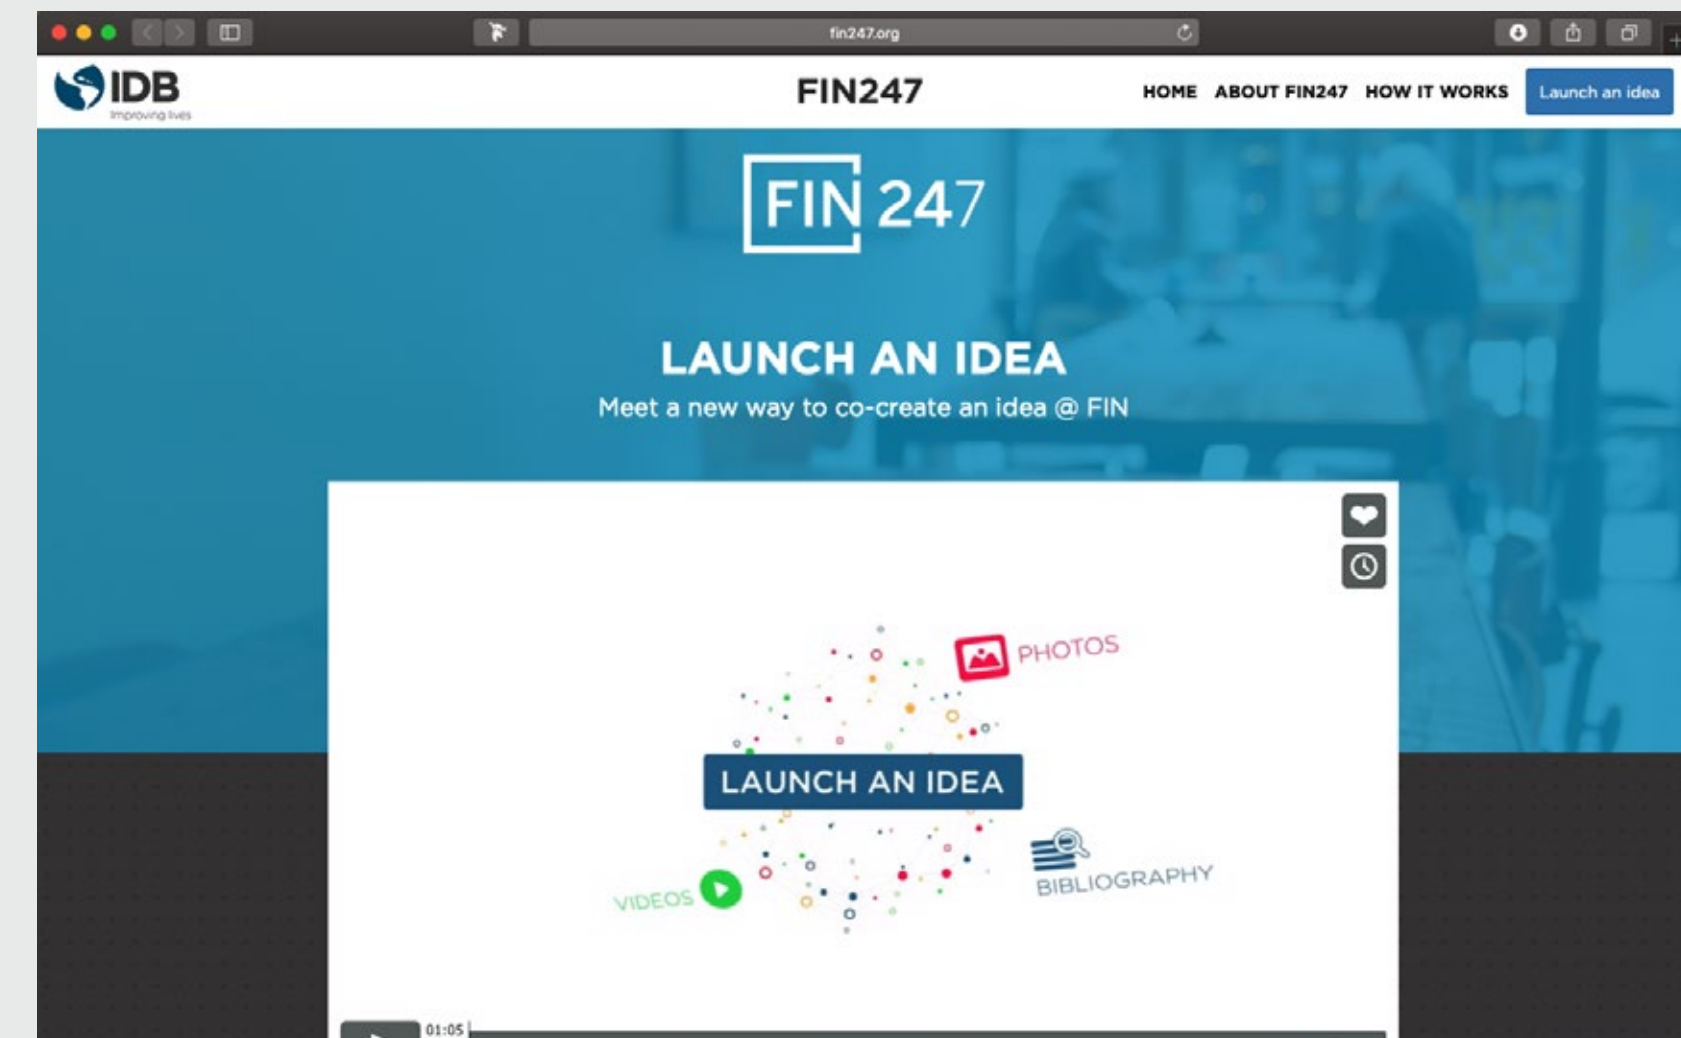 fin247.org
IDB
Improving lives
FIN247
HOME ABOUT FIN247 HOW IT WORKS Launch an idea
FIN 247
LAUNCH AN IDEA
Meet a new way to co-create an idea @ FIN
PHOTOS
LAUNCH AN IDEA
BIBLIOGRAPHY
VIDEOS
01:05